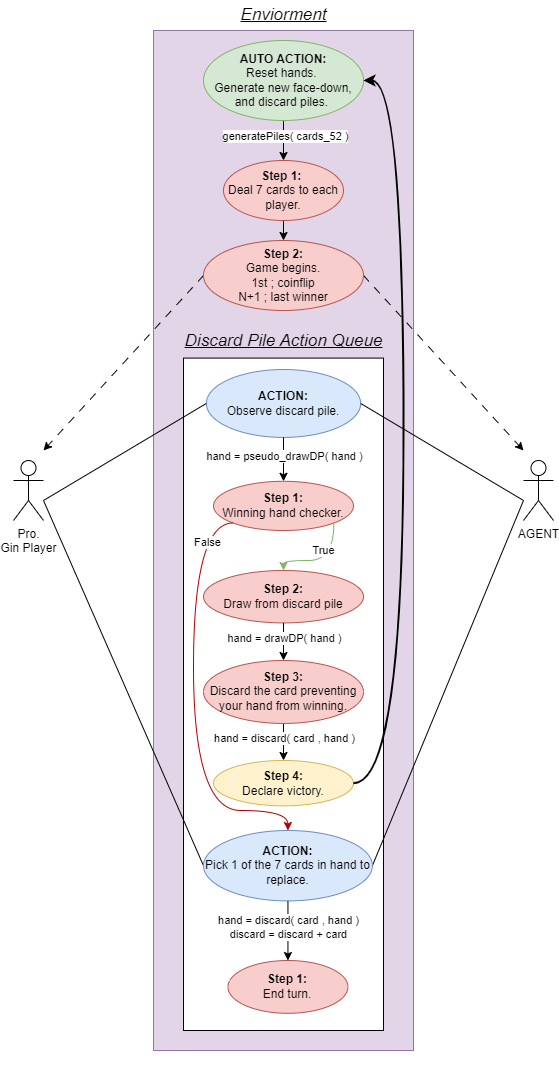 Enviorment
AUTO ACTION:
Reset hands.
Generate new face-down,
and discard piles.
generatePiles( cards_52 )
Step 1:
Deal 7 cards to each
player.
Step 2:
Game begins.
1st ; coinflip
N+1 ; last winner
Discard Pile Action Queue
ACTION:
Observe discard pile.
hand = pseudo_drawDP( hand )
Pro.
Gin Player
AGENT
Step 1:
Winning hand checker.
False
True
Step 2:
Draw from discard pile
hand = drawDP( hand )
Step 3:
Discard the card preventing
your hand from winning.
hand = discard( card , hand )
Step 4:
Declare victory.
ACTION:
Pick 1 of the 7 cards in hand to
replace.
hand = discard( card , hand )
discard = discard + card
Step 1:
End turn.